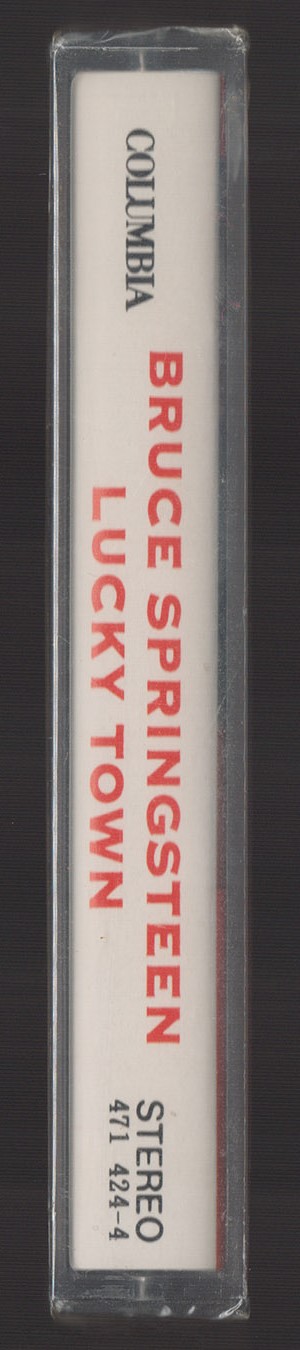 COLUMBIA
BRUCE SPRINGSTEEN
LUCKY TOWN
STEREO
471 424-4